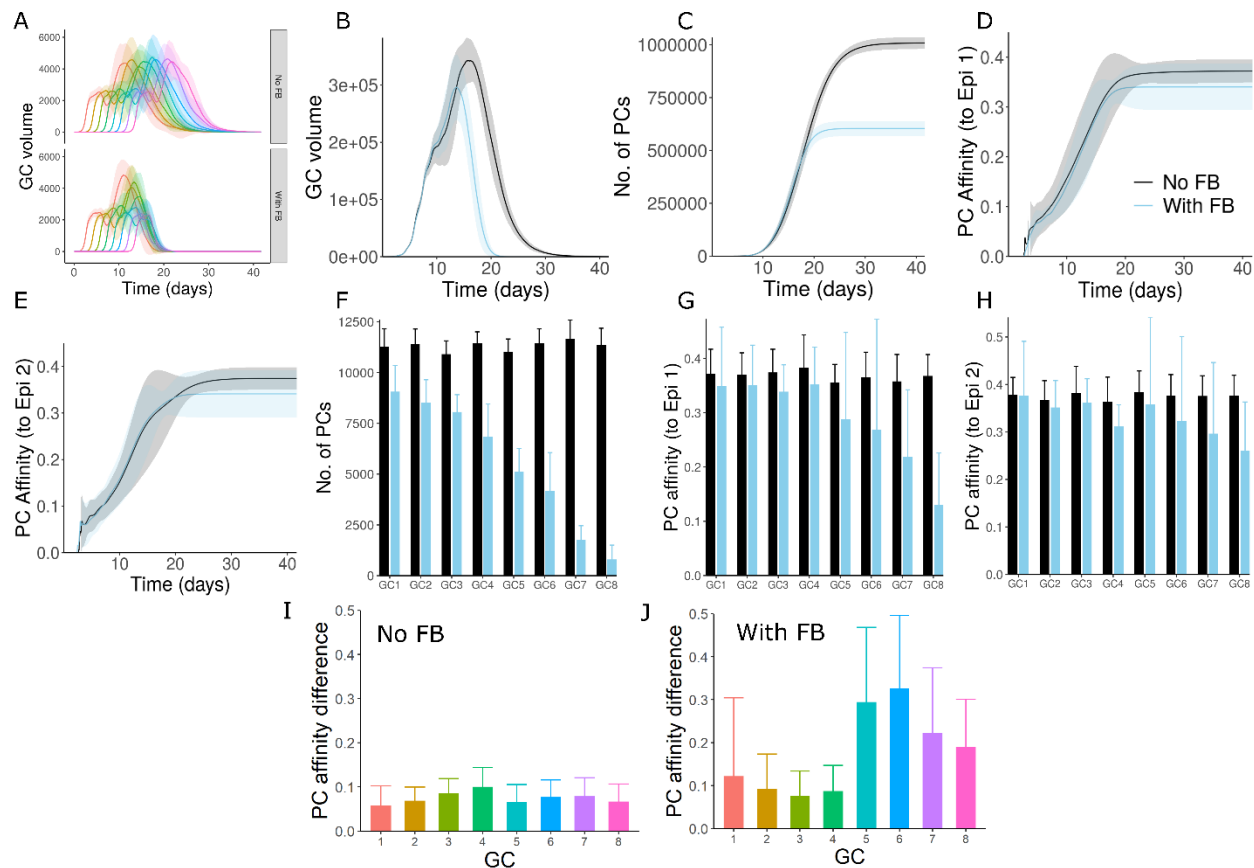 A
GC volume
6000
4000
2000
0
No FB
6000
4000
2000
0
With FB
0 10 20 30 40
Time (days)
B
GC volume
3e+05
2e+05
1e+05
0e+00
10 20 30 40
Time (days)
C
No. of PCs
1000000
750000
500000
250000
0
10 20 30 40
Time (days)
D
PC Affinity (to Epi 1)
0.4
0.3
0.2
0.1
0.0
No FB
With FB
10 20 30 40
Time (days)
E
PC Affinity (to Epi 2)
0.4
0.3
0.2
0.1
0.0
10 20 30 40
Time (days)
F
No. of PCs
12500
10000
7500
5000
2500
0
GC1 GC2 GC3 GC4 GC5 GC6 GC7 GC8
G
PC affinity (to Epi 1)
0.4
0.3
0.2
0.1
0.0
GC1 GC2 GC3 GC4 GC5 GC6 GC7 GC8
H
PC affinity (to Epi 2)
0.5
0.4
0.3
0.2
0.1
0.0
GC1 GC2 GC3 GC4 GC5 GC6 GC7 GC8
I
No FB
PC affinity difference
0.5
0.4
0.3
0.2
0.1
0.0
1 2 3 4 5 6 7 8
GC
J
With FB
PC affinity difference
0.5
0.4
0.3
0.2
0.1
0.0
1 2 3 4 5 6 7 8
GC